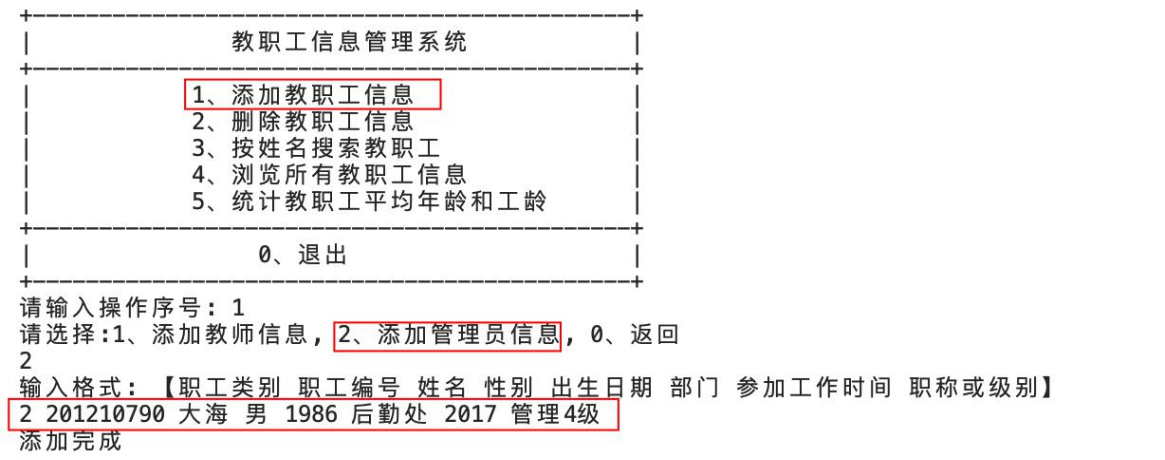 教职工信息管理系统
1、添加教职工信息
2、删除教职工信息
3、按姓名搜索教职工
4、浏览所有教职工信息
5、统计教职工平均年龄和工龄
0、退出
请输入操作序号: 1
请选择:1、添加教师信息, 2、添加管理员信息, 0、返回
2
输入格式: 【职工类别 职工编号 姓名 性别 出生日期 部门 参加工作时间 职称或级别】
2 201210790 大海 男 1986 后勤处 2017 管理4级
添加完成